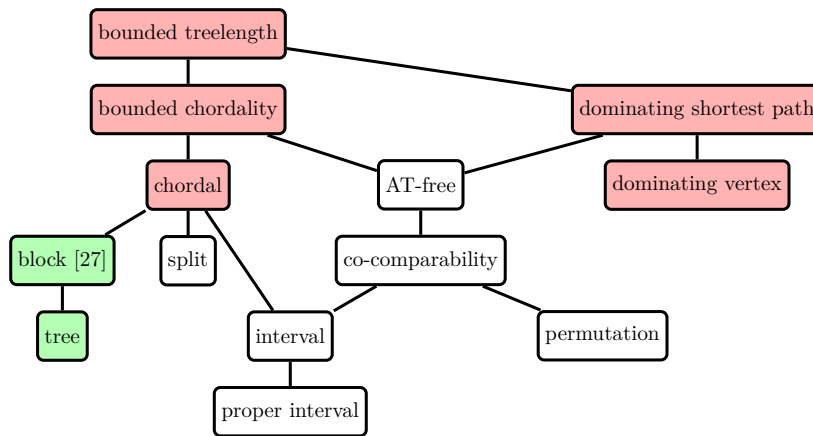 bounded treelength
bounded chordality
dominating shortest path
chordal
AT-free
dominating vertex
block [27]
split
co-comparability
tree
interval
permutation
proper interval